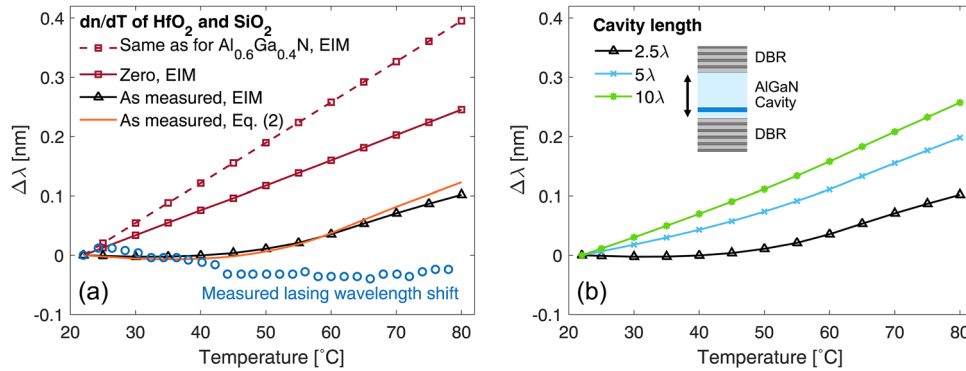 dn/dT of HfO₂ and SiO₂
Same as for Al₀.₆Ga₀.₄N, EIM
Zero, EIM
As measured, EIM
As measured, Eq. (2)
0.4
0.3
0.2
0.1
0
-0.1
Δλ [nm]
(a)
Measured lasing wavelength shift
20 30 40 50 60 70 80
Temperature [°C]
Cavity length
2.5λ
5λ
10λ
DBR
AlGaN
Cavity
DBR
0.4
0.3
0.2
0.1
0
-0.1
Δλ [nm]
(b)
20 30 40 50 60 70 80
Temperature [°C]